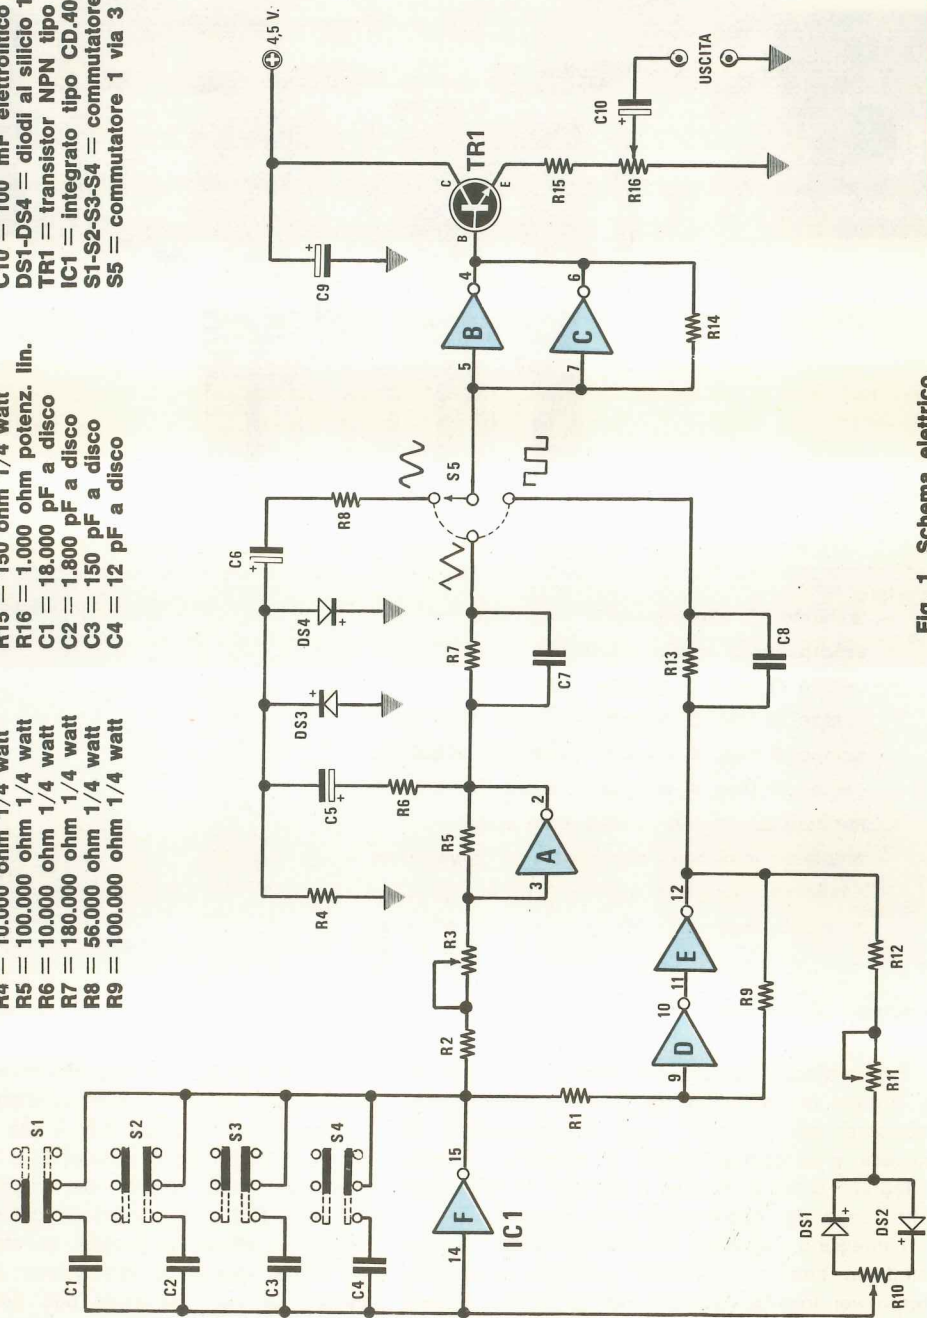 R4 = 10.000 ohm 1/4 watt
R5 = 100.000 ohm 1/4 watt
R6 = 10.000 ohm 1/4 watt
R7 = 180.000 ohm 1/4 watt
R8 = 56.000 ohm 1/4 watt
R9 = 100.000 ohm 1/4 watt
R15 = 150 ohm 1/4 watt
R16 = 1.000 ohm potenz. lin.
C1 = 18.000 pF a disco
C2 = 1.800 pF a disco
C3 = 150 pF a disco
C4 = 12 pF a disco
C10 = 100 mF elettrolitico
DS1-DS4 = diodi al silicio 1
TR1 = transistor NPN tipo
IC1 = integrato tipo CD.40
S1-S2-S3-S4 = commutatore
S5 = commutatore 1 via 3
S1
C1
S2
C2
S3
C3
S4
C4
14
F
15
IC1
R1
R2
R3
R4
C5
+
R6
R5
3
A
2
DS3
+
DS4
+
C6
+
R8
R7
C7
S5
9
D
10
11
E
12
R9
R13
C8
DS1
+
DS2
+
R10
R11
R12
5
B
4
7
C
6
R14
C9
+
4,5 V.
B
C
E
TR1
R15
R16
C10
+
USCITA
Fig. 1 Schema elettrico